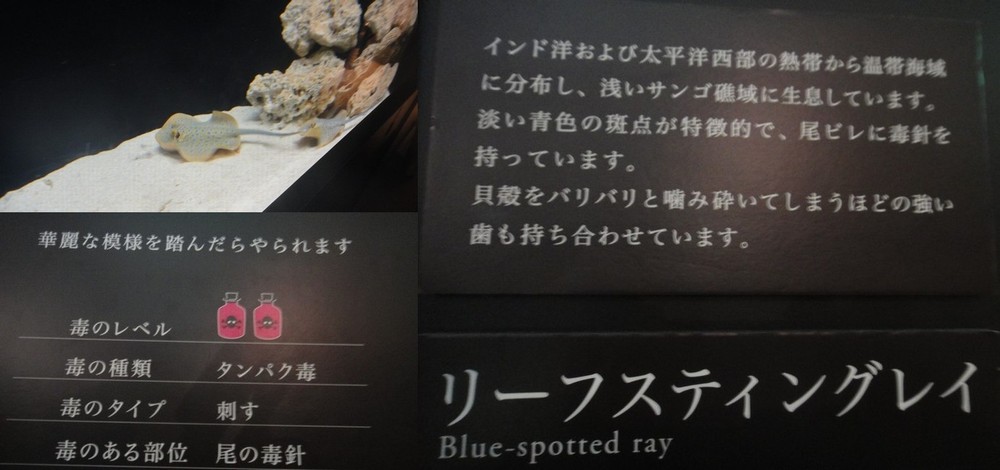 華麗な模様を踏んだらやられます
毒のレベル
毒の種類 タンパク毒
毒のタイプ 刺す
毒のある部位 尾の毒針
インド洋および太平洋西部の熱帯から温帯海域
に分布し、浅いサンゴ礁域に生息しています。
淡い青色の斑点が特徴的で、尾ビレに毒針を
持っています。
貝殻をバリバリと噛み砕いてしまうほどの強い
歯も持ち合わせています。
リーフスティングレイ
Blue-spotted ray